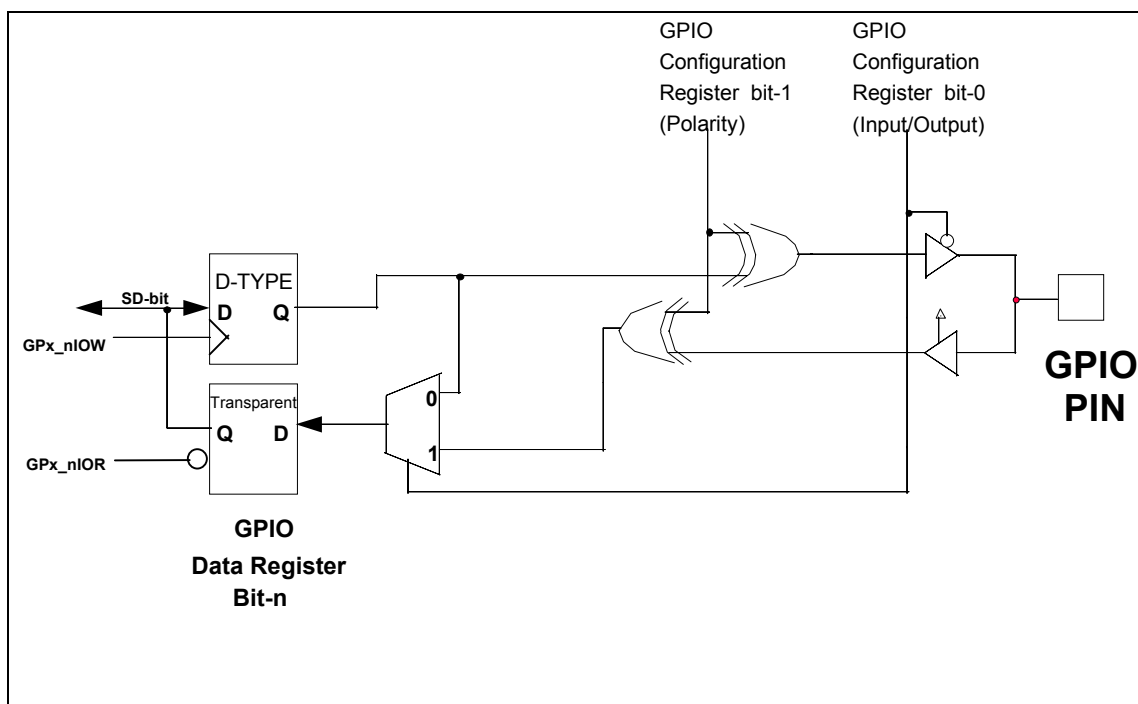 GPIO
Configuration
Register bit-1
(Polarity)
GPIO
Configuration
Register bit-0
(Input/Output)
D-TYPE
SD-bit
D
Q
GPx_nIOW
Transparent
Q
D
GPx_nIOR
0
1
GPIO
Data Register
Bit-n
GPIO
PIN